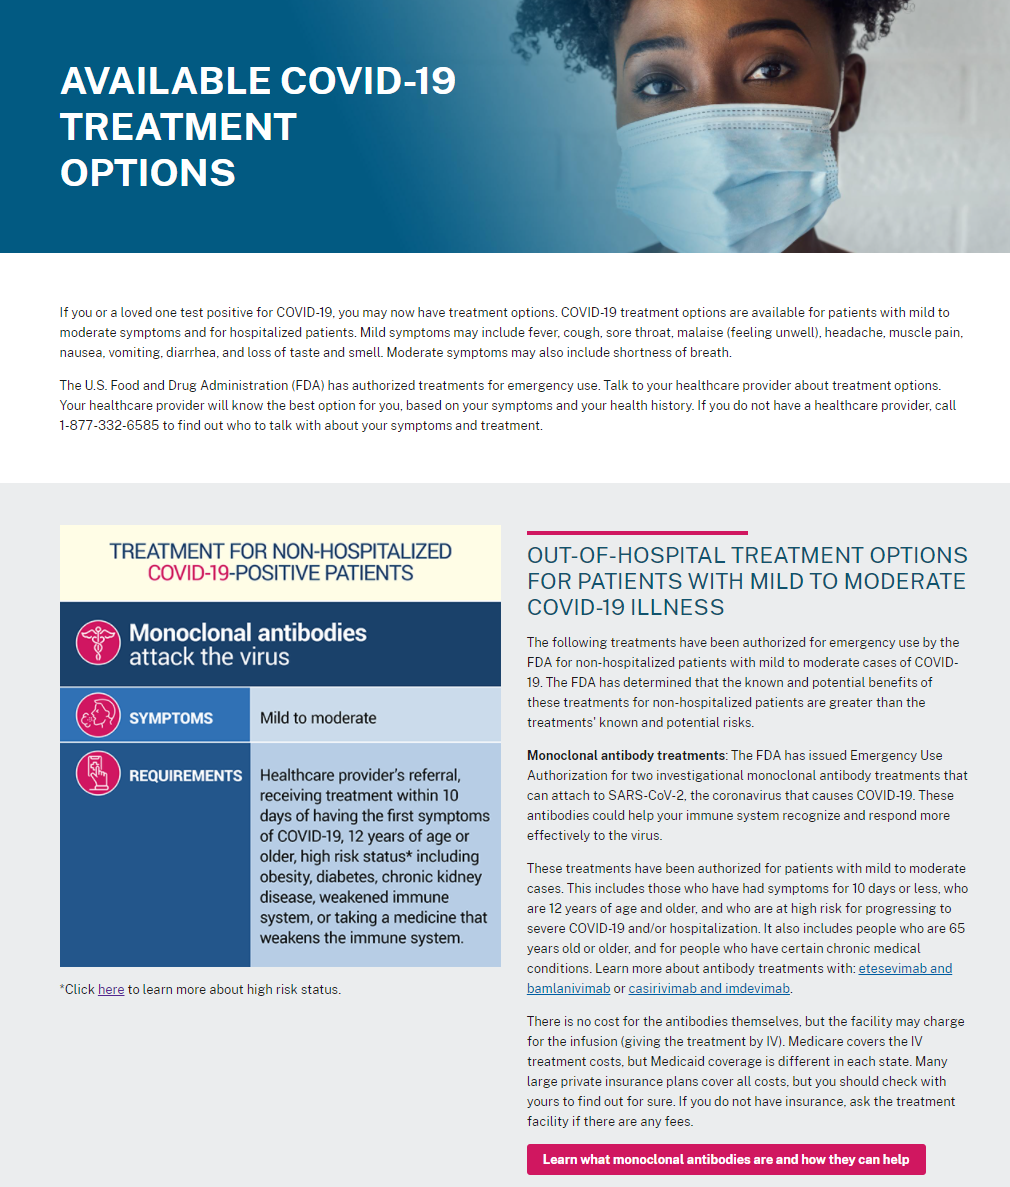 AVAILABLE COVID-19
TREATMENT
OPTIONS
If you or a loved one test positive for COVID-19, you may now have treatment options. COVID-19 treatment options are available for patients with mild to
moderate symptoms and for hospitalized patients. Mild symptoms may include fever, cough, sore throat, malaise (feeling unwell), headache, muscle pain,
nausea, vomiting, diarrhea, and loss of taste and smell. Moderate symptoms may also include shortness of breath.
The U.S. Food and Drug Administration (FDA) has authorized treatments for emergency use. Talk to your healthcare provider about treatment options.
Your healthcare provider will know the best option for you, based on your symptoms and your health history. If you do not have a healthcare provider, call
1-877-332-6585 to find out who to talk with about your symptoms and treatment.
TREATMENT FOR NON-HOSPITALIZED
COVID-19-POSITIVE PATIENTS
Monoclonal antibodies
attack the virus
SYMPTOMS
Mild to moderate
REQUIREMENTS
Healthcare provider's referral,
receiving treatment within 10
days of having the first symptoms
of COVID-19, 12 years of age or
older, high risk status* including
obesity, diabetes, chronic kidney
disease, weakened immune
system, or taking a medicine that
weakens the immune system.
*Click here to learn more about high risk status.
OUT-OF-HOSPITAL TREATMENT OPTIONS
FOR PATIENTS WITH MILD TO MODERATE
COVID-19 ILLNESS
The following treatments have been authorized for emergency use by the
FDA for non-hospitalized patients with mild to moderate cases of COVID-
19. The FDA has determined that the known and potential benefits of
these treatments for non-hospitalized patients are greater than the
treatments' known and potential risks.
Monoclonal antibody treatments: The FDA has issued Emergency Use
Authorization for two investigational monoclonal antibody treatments that
can attach to SARS-CoV-2, the coronavirus that causes COVID-19. These
antibodies could help your immune system recognize and respond more
effectively to the virus.
These treatments have been authorized for patients with mild to moderate
cases. This includes those who have had symptoms for 10 days or less, who
are 12 years of age and older, and who are at high risk for progressing to
severe COVID-19 and/or hospitalization. It also includes people who are 65
years old or older, and for people who have certain chronic medical
conditions. Learn more about antibody treatments with: etesevimab and
bamlanivimab or casirivimab and imdevimab.
There is no cost for the antibodies themselves, but the facility may charge
for the infusion (giving the treatment by IV). Medicare covers the IV
treatment costs, but Medicaid coverage is different in each state. Many
large private insurance plans cover all costs, but you should check with
yours to find out for sure. If you do not have insurance, ask the treatment
facility if there are any fees.
Learn what monoclonal antibodies are and how they can help